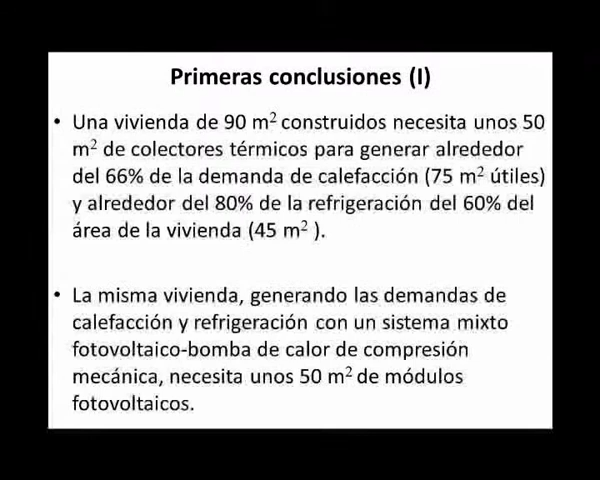 Primeras conclusiones (I)
• Una vivienda de 90 m² construidos necesita unos 50
m² de colectores térmicos para generar alrededor
del 66% de la demanda de calefacción (75 m² útiles)
y alrededor del 80% de la refrigeración del 60% del
área de la vivienda (45 m² ).
• La misma vivienda, generando las demandas de
calefacción y refrigeración con un sistema mixto
fotovoltaico-bomba de calor de compresión
mecánica, necesita unos 50 m² de módulos
fotovoltaicos.